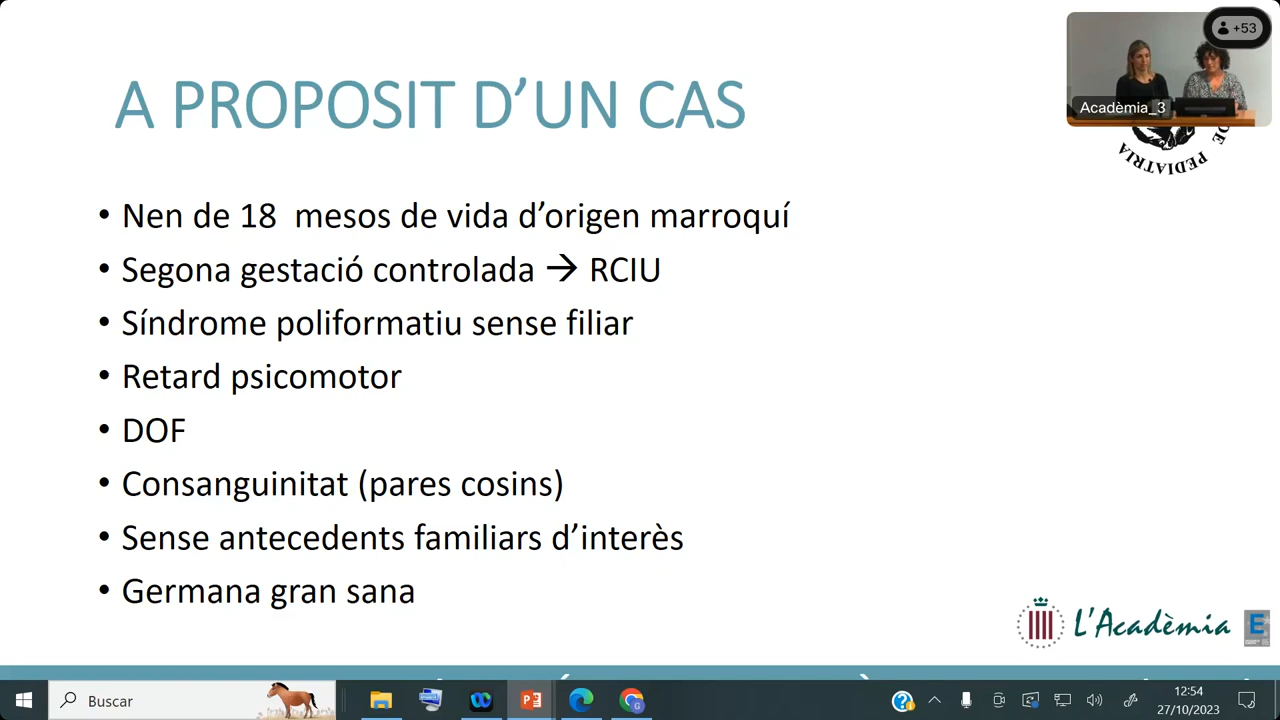 A PROPOSIT D’UN CAS
+53
Acadèmia_3
DE PEDIATRIA
• Nen de 18 mesos de vida d’origen marroquí
• Segona gestació controlada → RCIU
• Síndrome poliformatiu sense filiar
• Retard psicomotor
• DOF
• Consanguinitat (pares cosins)
• Sense antecedents familiars d’interès
• Germana gran sana
L'Acadèmia
E
Buscar
12:54
27/10/2023